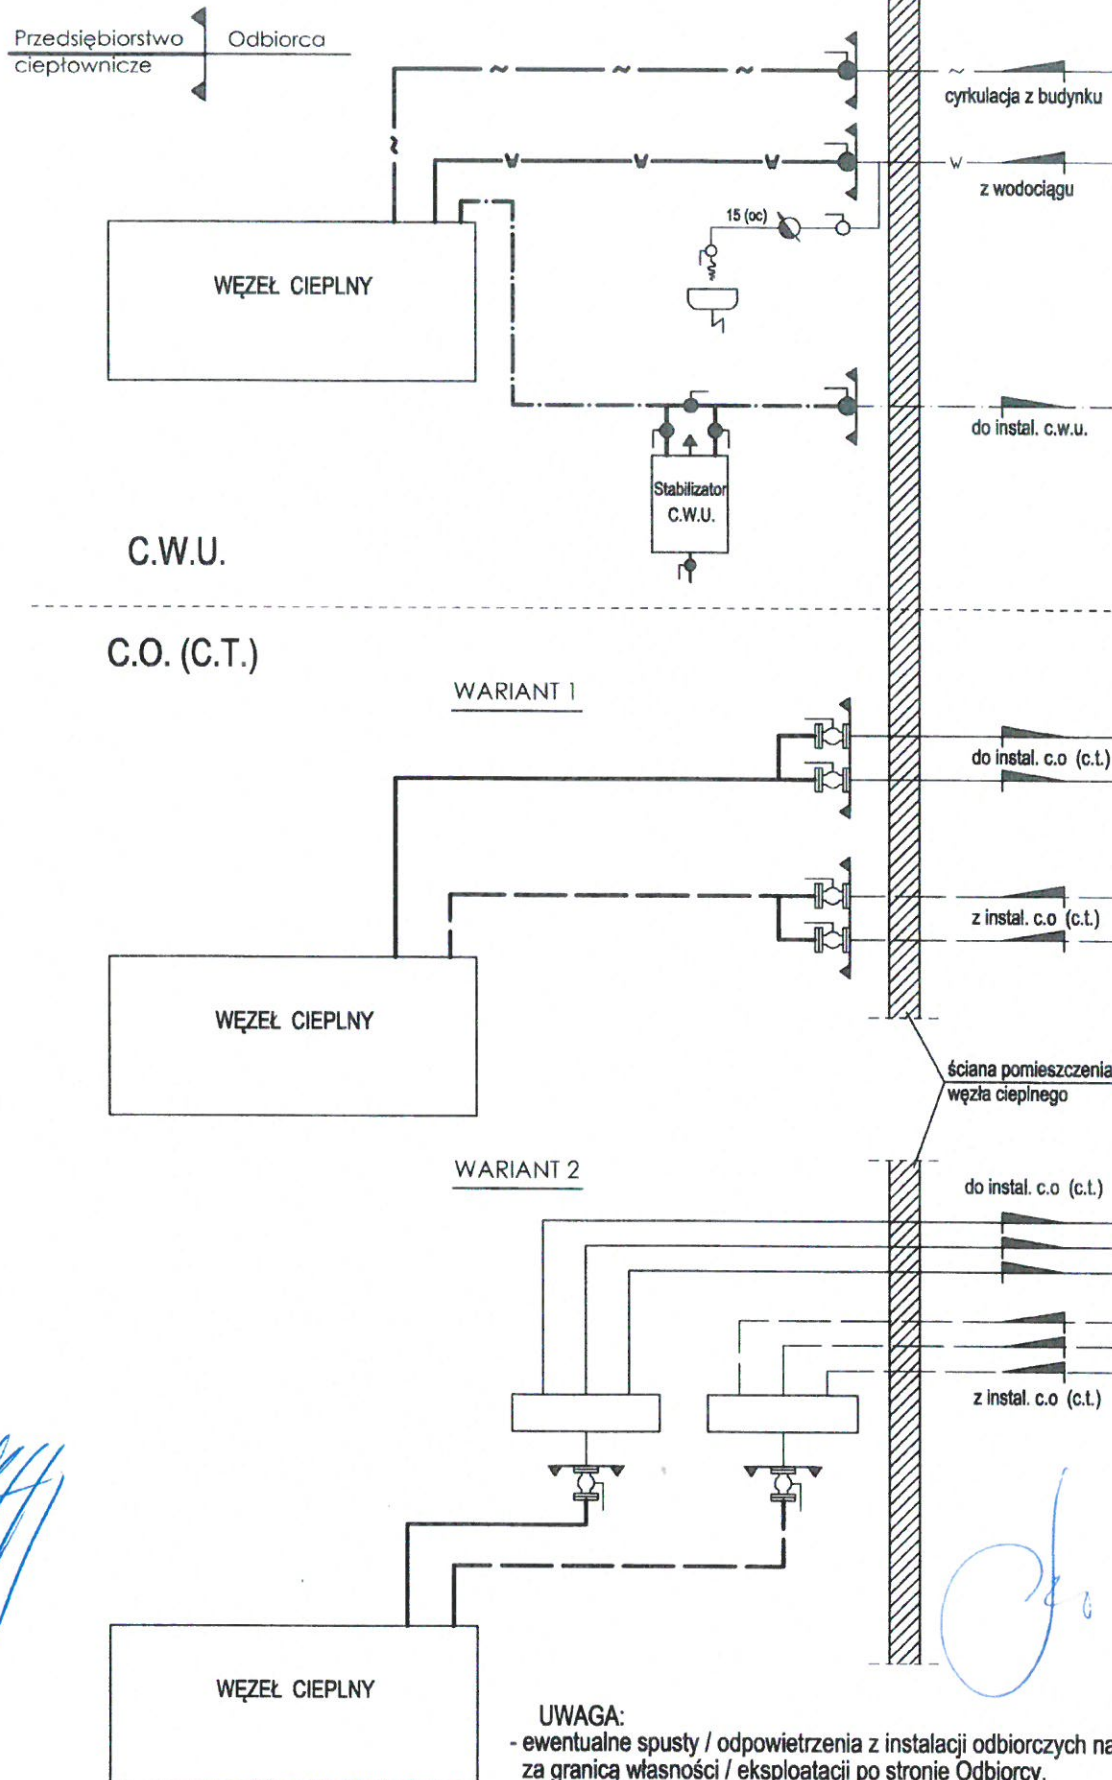 Przedsiębiorstwo Odbiorca
ciepłownicze
~ ~ ~ ~
cyrkulacja z budynku
~
W W W W
z wodociągu
15 (oc)
WĘZEŁ CIEPLNY
do instal. c.w.u.
Stabilizator
C.W.U.
C.W.U.
C.O. (C.T.)
WARIANT 1
do instal. c.o (c.t.)
z instal. c.o (c.t.)
WĘZEŁ CIEPLNY
ściana pomieszczenia
węzła cieplnego
WARIANT 2
do instal. c.o (c.t.)
z instal. c.o (c.t.)
WĘZEŁ CIEPLNY
UWAGA:
- ewentualne spusty / odpowietrzenia z instalacji odbiorczych na
za granicą własności / eksploatacji po stronie Odbiorcy.